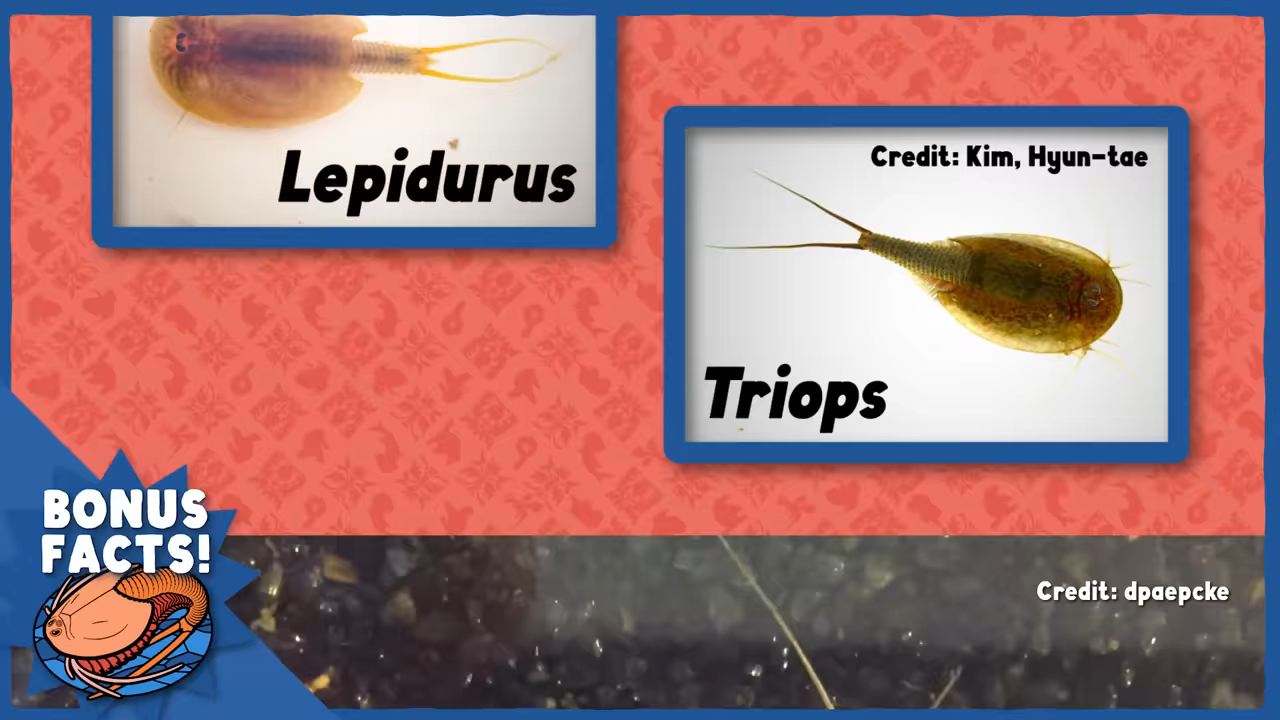 Lepidurus
Credit: Kim, Hyun-tae
Triops
BONUS
FACTS!
Credit: dpaepcke